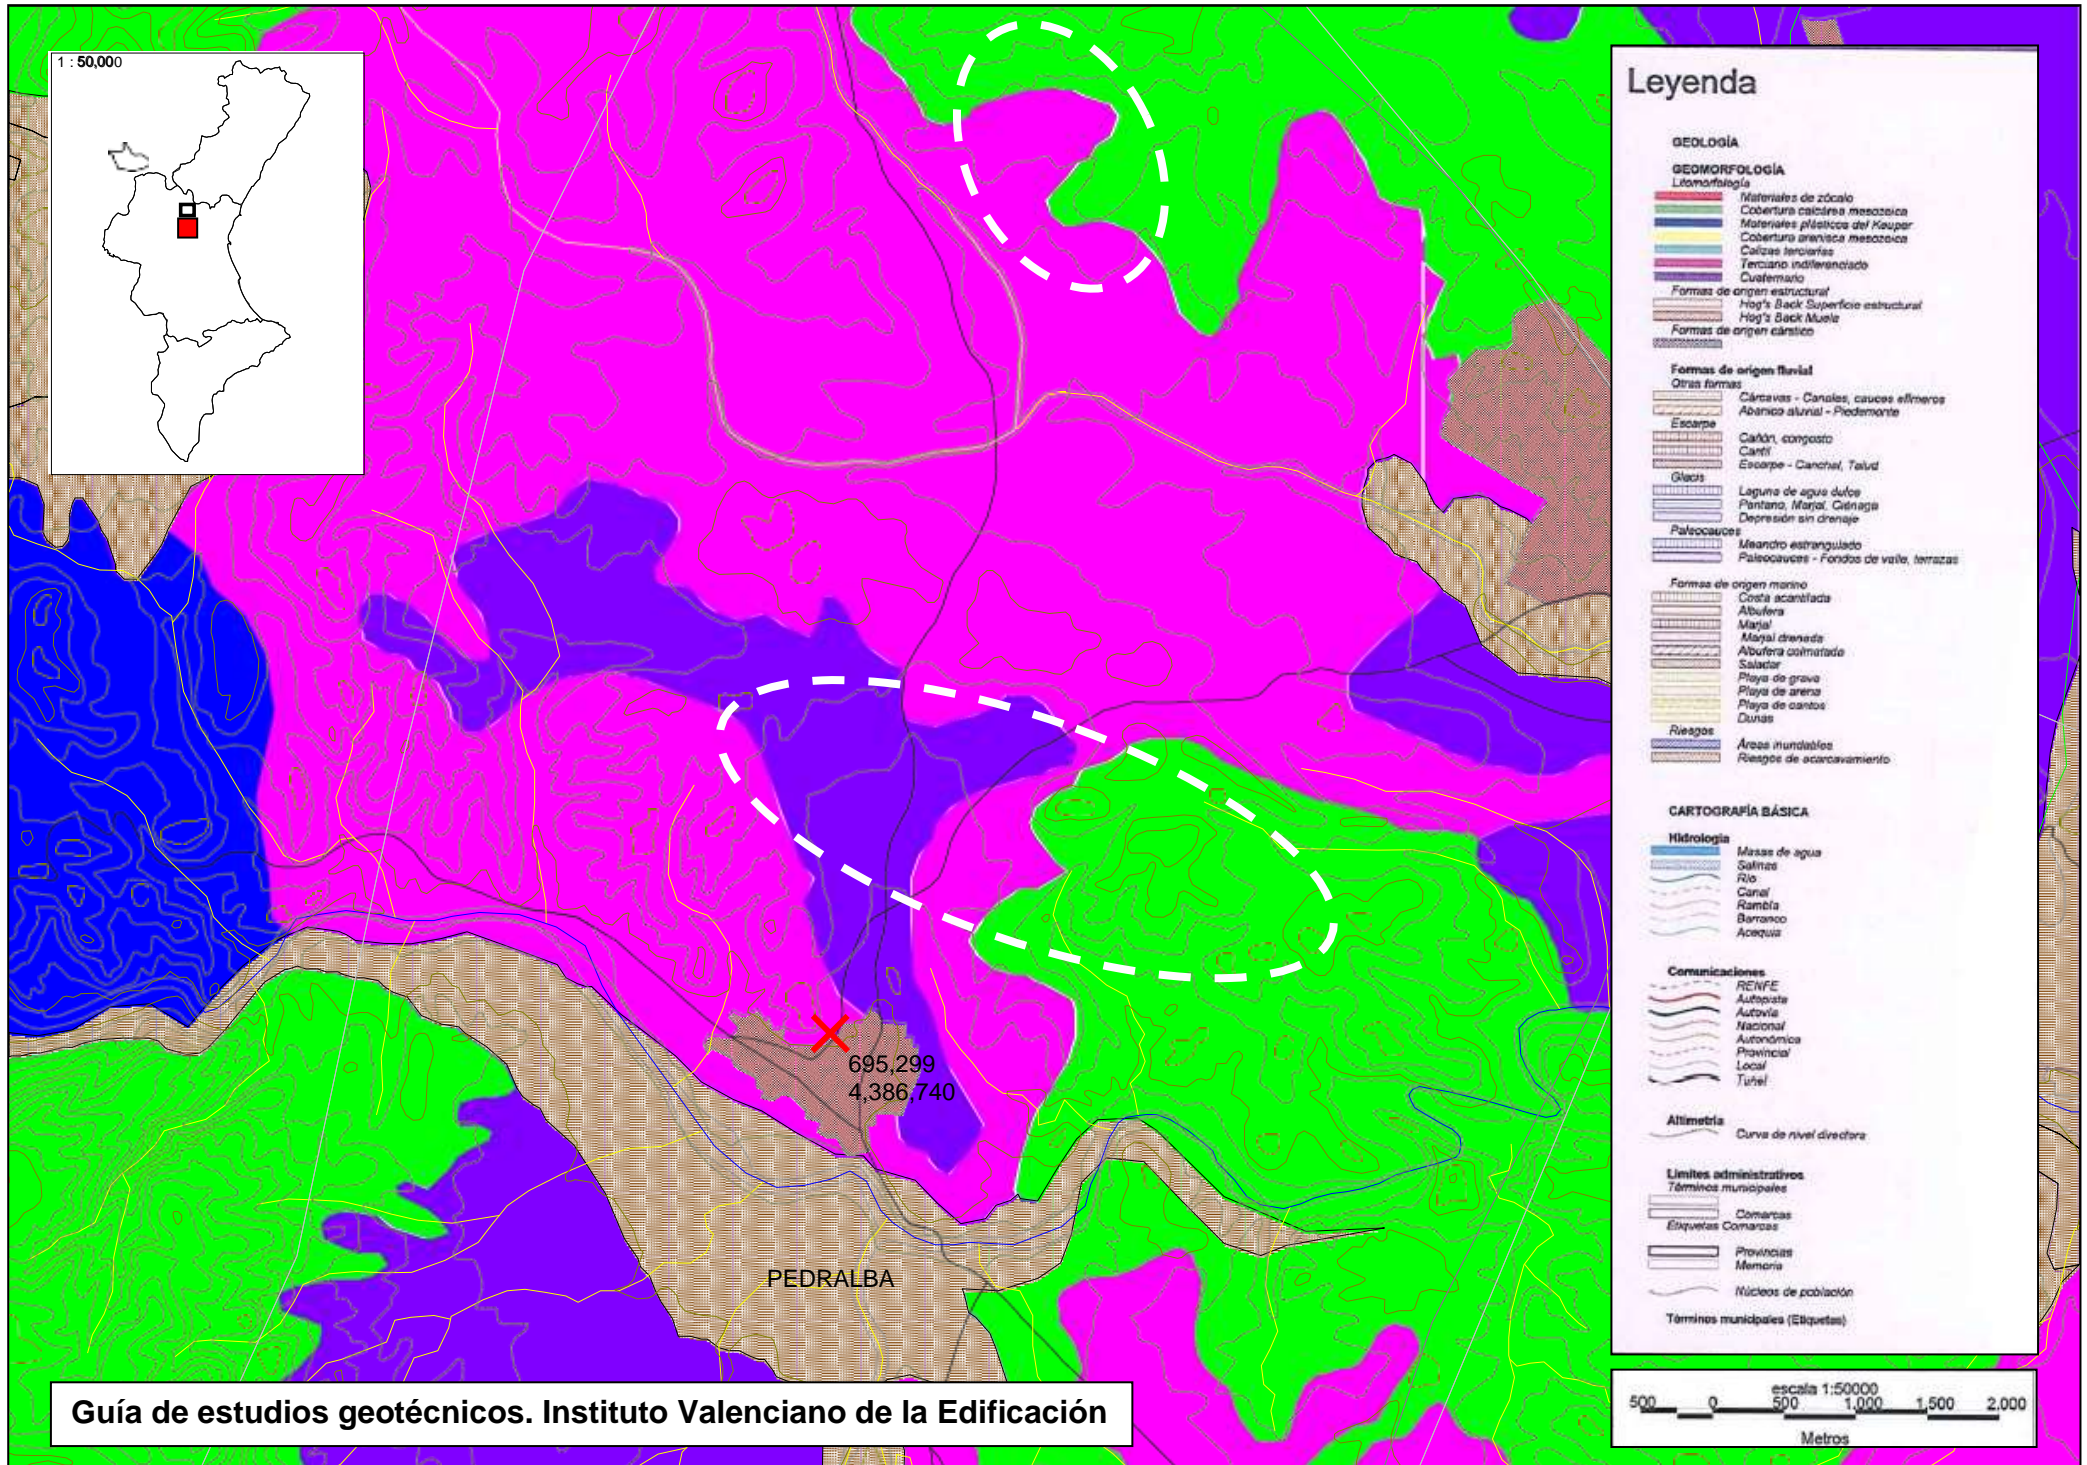 1 : 50,000
Leyenda
GEOLOGÍA
GEOMORFOLOGÍA
Litomorfología
Materiales de zócalo
Cobertura calcárea mesozoica
Materiales plásticos del Keuper
Cobertura arenisca mesozoica
Calizas terciarias
Terciario indiferenciado
Cuaternario
Formas de origen estructural
Hog's Back Superficie estructural
Hog's Back Muela
Formas de origen cárstico
Formas de origen fluvial
Otras formas
Cárcavas - Canales, cauces efímeros
Abanico aluvial - Piedemonte
Escarpe
Cañón, congosto
Cantil
Escarpe - Canchal, Talud
Glacis
Laguna de agua dulce
Pantano, Marjal, Ciénaga
Depresión sin drenaje
Paleocauces
Meandro estrangulado
Paleocauces - Fondos de valle, terrazas
Formas de origen marino
Costa acantilada
Albufera
Marjal
Marjal drenada
Albufera colmatada
Saladar
Playa de grava
Playa de arena
Playa de cantos
Dunas
Riesgos
Áreas inundables
Riesgos de acarcavamiento
CARTOGRAFÍA BÁSICA
Hidrología
Masas de agua
Salinas
Río
Canal
Rambla
Barranco
Acequia
Comunicaciones
RENFE
Autopista
Autovía
Nacional
Autonómica
Provincial
Local
Túnel
Altimetría
Curva de nivel directora
Límites administrativos
Términos municipales
Comarcas
Etiquetas Comarcas
Provincias
Memoria
Núcleos de población
Términos municipales (Etiquetas)
695,299
4,386,740
PEDRALBA
Guía de estudios geotécnicos. Instituto Valenciano de la Edificación
escala 1:50000
500 0 500 1.000 1.500 2.000
Metros